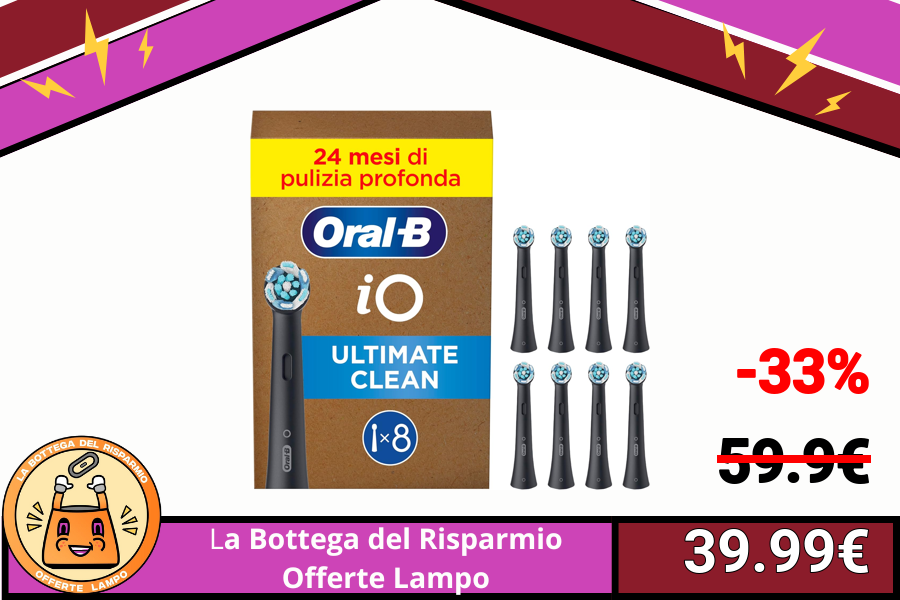 24 mesi di
pulizia profonda
Oral-B
iO
ULTIMATE
CLEAN
×8
Oral-B
-33%
59.9€
LA BOTTEGA DEL RISPARMIO
OFFERTE LAMPO
La Bottega del Risparmio
Offerte Lampo
39.99€